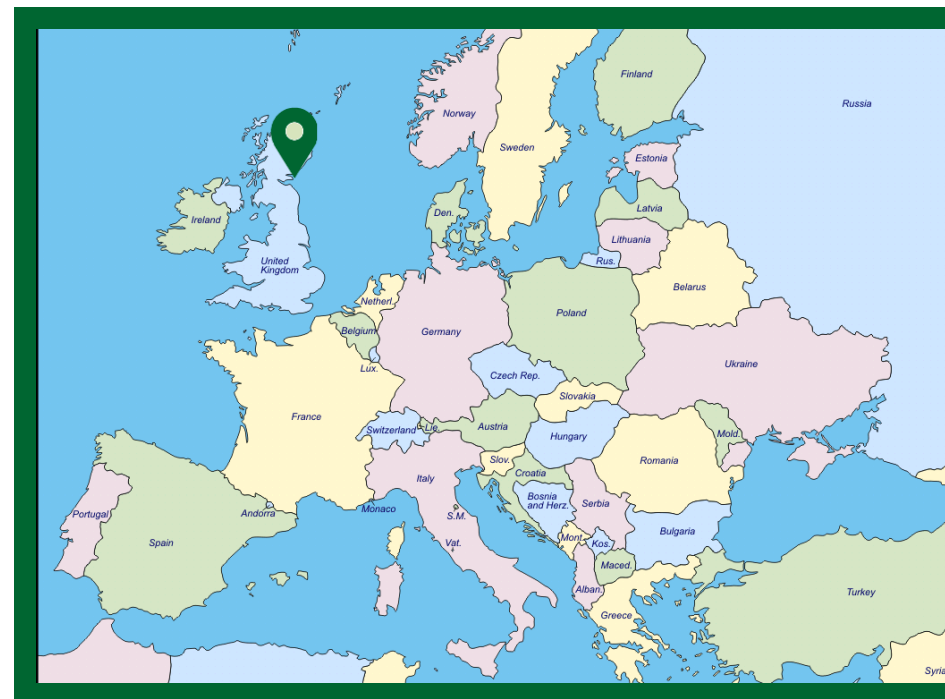 Finland
Russia
Norway
Sweden
Estonia
Latvia
Den.
Ireland
Lithuania
United
Kingdom
Rus.
Belarus
Netherl.
Poland
Belgium
Germany
Ukraine
Lux.
Czech Rep.
Slovakia
France
Switzerland
Lie.
Austria
Hungary
Mold.
Slov.
Romania
Croatia
Italy
Bosnia
and Herz.
Serbia
Monaco
Andorra
Portugal
S.M.
Bulgaria
Spain
Vat.
Mont.
Kos.
Maced.
Alban.
Turkey
Greece
Syria